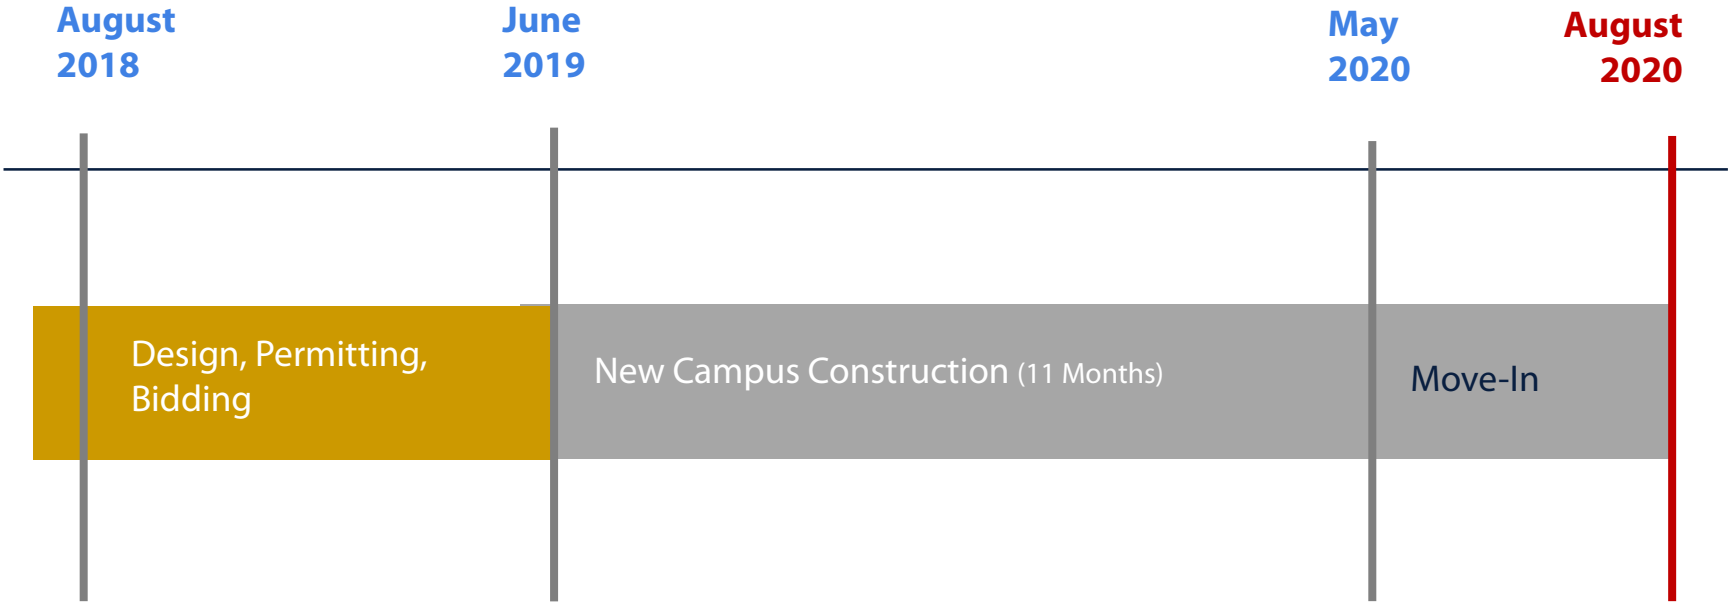 August
2018
June
2019
May
2020
August
2020
Design, Permitting,
Bidding
New Campus Construction (11 Months)
Move-In